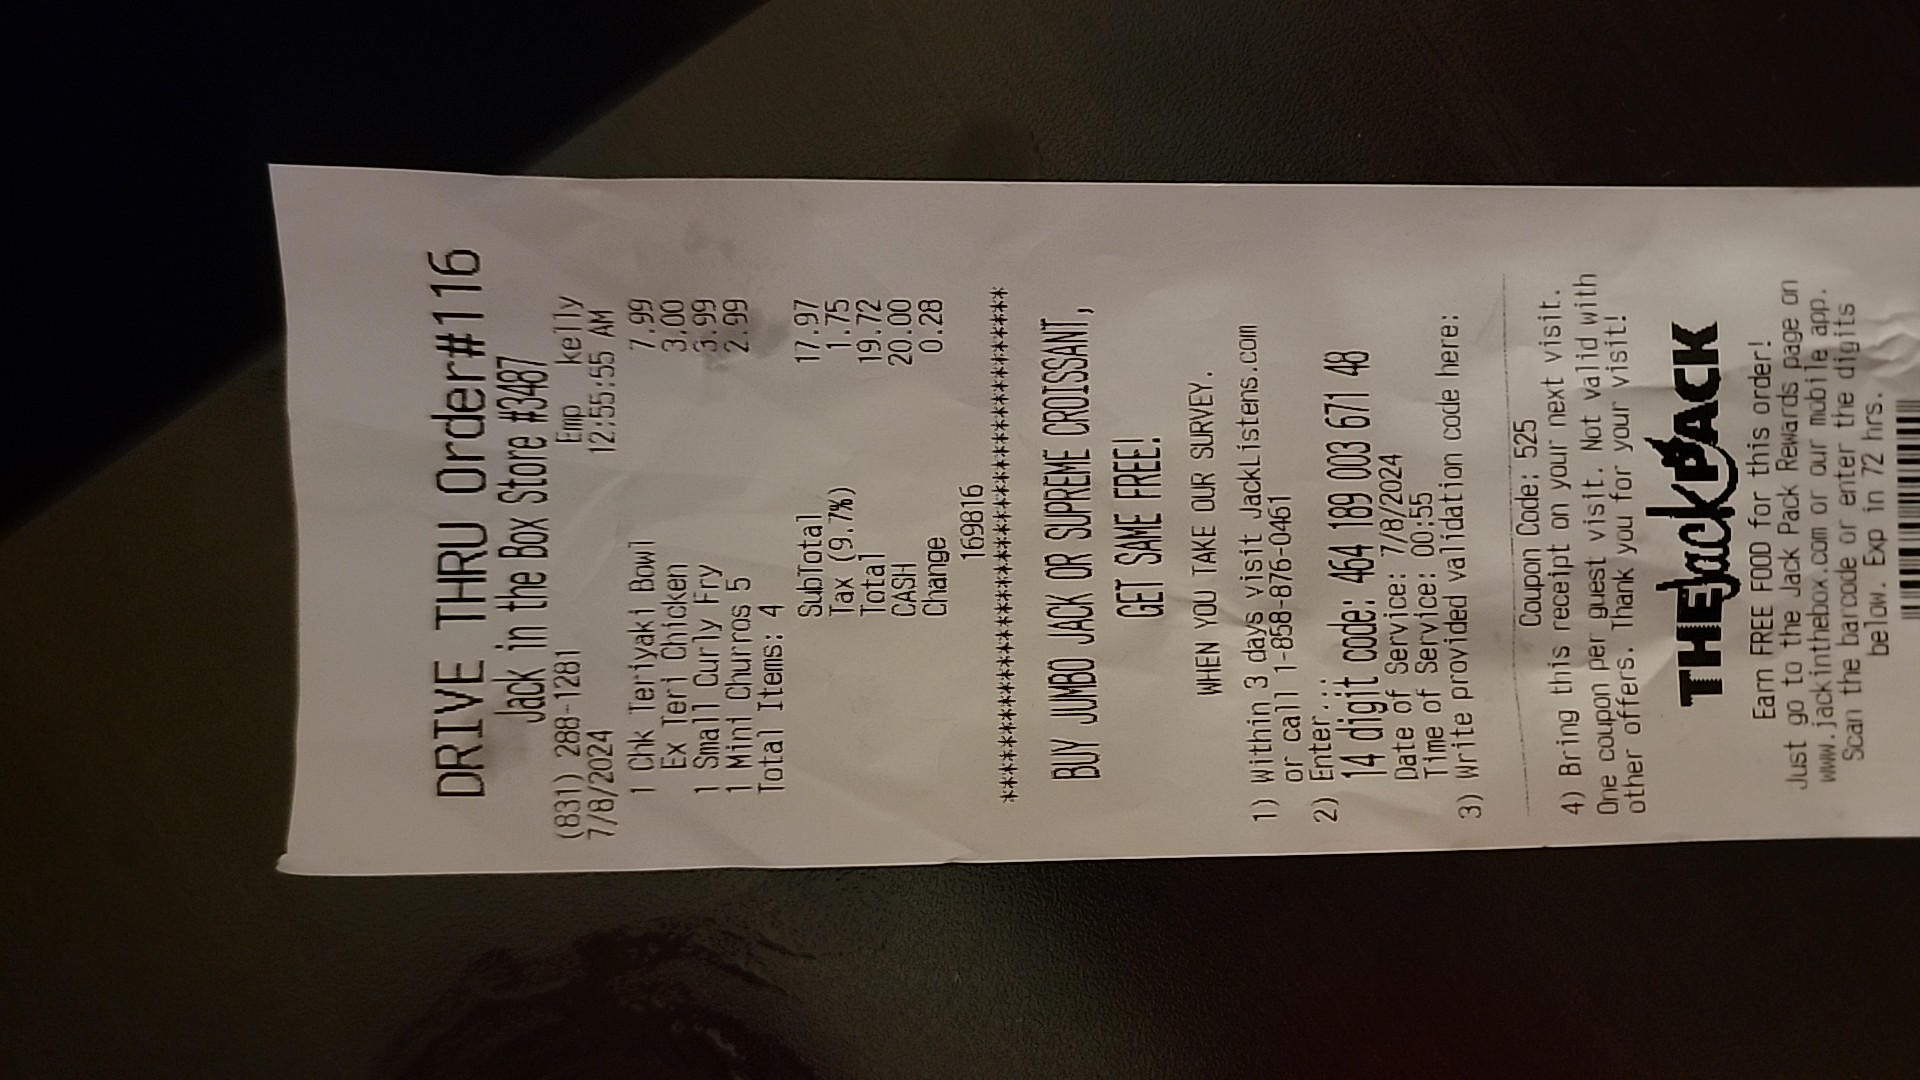 DRIVE THRU Order#116
Jack in the Box Store #3487
(831) 288-1281 Emp kelly
7/8/2024 12:55:55 AM
1 Chk Teriyaki Bowl 7.99
Ex Teri Chicken 3.00
1 Small Curly Fry 3.99
1 Mini Churros 5 2.99
Total Items: 4
SubTotal 17.97
Tax (9.7%) 1.75
Total 19.72
CASH 20.00
Change 0.28
169816
****************************************
BUY JUMBO JACK OR SUPREME CROISSANT,
GET SAME FREE!
WHEN YOU TAKE OUR SURVEY.
1) Within 3 days visit JackListens.com
or call 1-858-876-0461
2) Enter...:
14 digit code: 464 189 003 671 48
Date of Service: 7/8/2024
Time of Service: 00:55
3) Write provided validation code here:
Coupon Code: 525
4) Bring this receipt on your next visit.
One coupon per guest visit. Not valid with
other offers. Thank you for your visit!
THE Jack PACK
Earn FREE FOOD for this order!
Just go to the Jack Pack Rewards page on
www.jackinthebox.com or our mobile app.
Scan the barcode or enter the digits
below. Exp in 72 hrs.